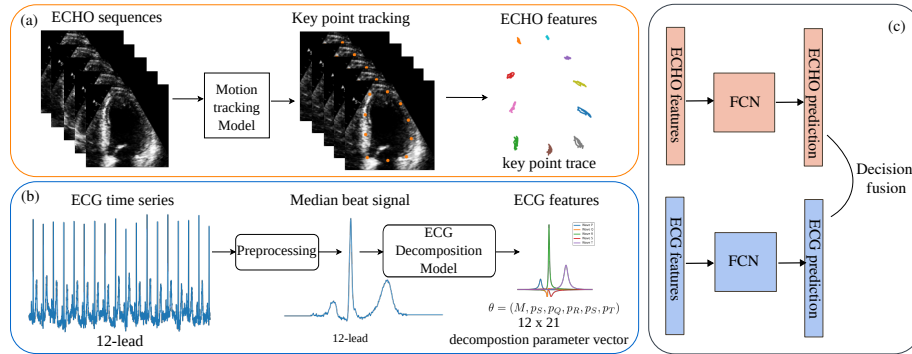 (a)
ECHO sequences
Key point tracking
ECHO features
Motion
tracking
Model
key point trace
(b)
ECG time series
Median beat signal
ECG features
Preprocessing
ECG
Decomposition
Model
12-lead
12-lead
θ = (M, p_S, p_Q, p_R, p_S, p_T)
12 x 21
decompostion parameter vector
(c)
ECHO features
FCN
ECHO prediction
Decision
fusion
ECG features
FCN
ECG prediction